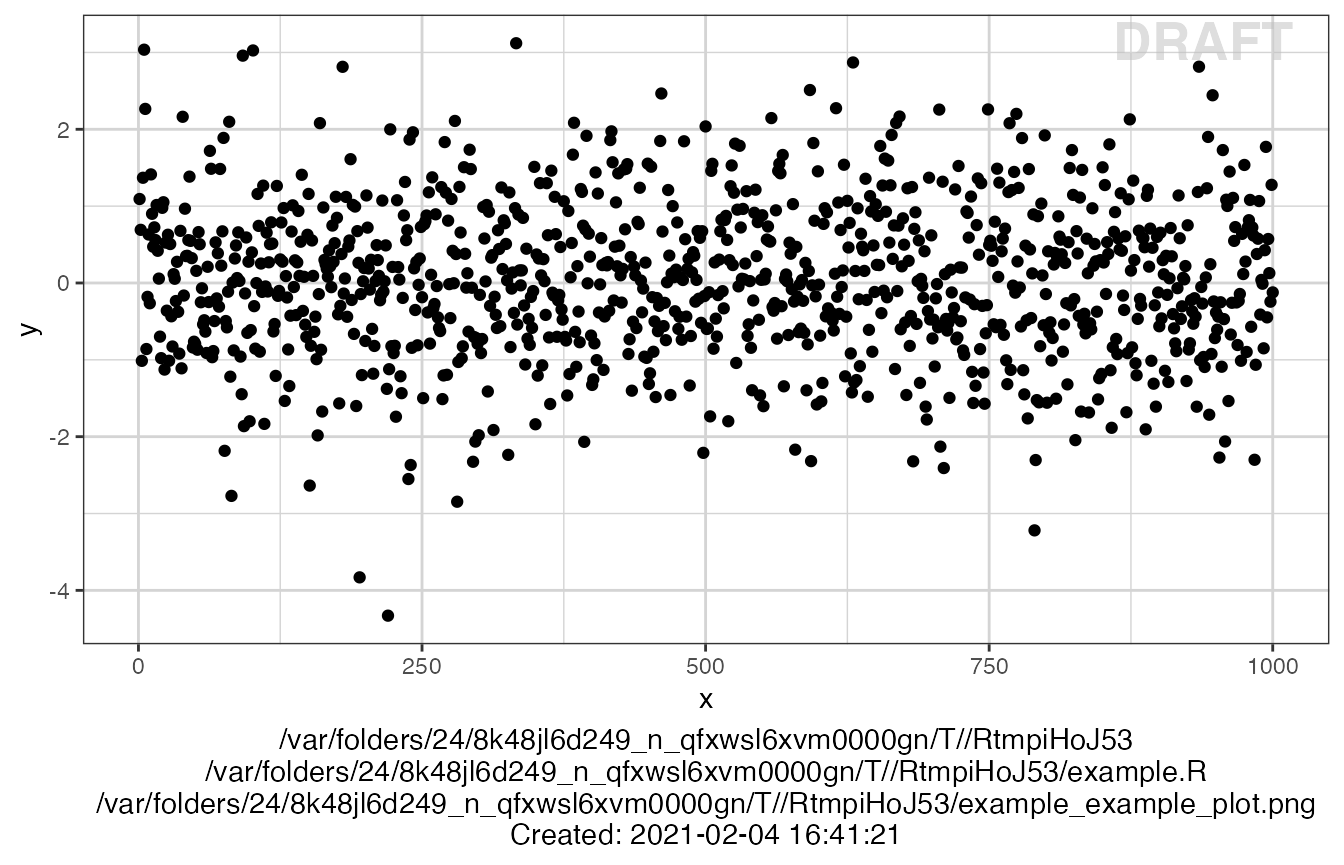 DRAFT
2
0
-2
-4
y
0 250 500 750 1000
x
/var/folders/24/8k48jl6d249_n_qfxwsl6xvm0000gn/T//RtmpiHoJ53
/var/folders/24/8k48jl6d249_n_qfxwsl6xvm0000gn/T//RtmpiHoJ53/example.R
/var/folders/24/8k48jl6d249_n_qfxwsl6xvm0000gn/T//RtmpiHoJ53/example_example_plot.png
Created: 2021-02-04 16:41:21